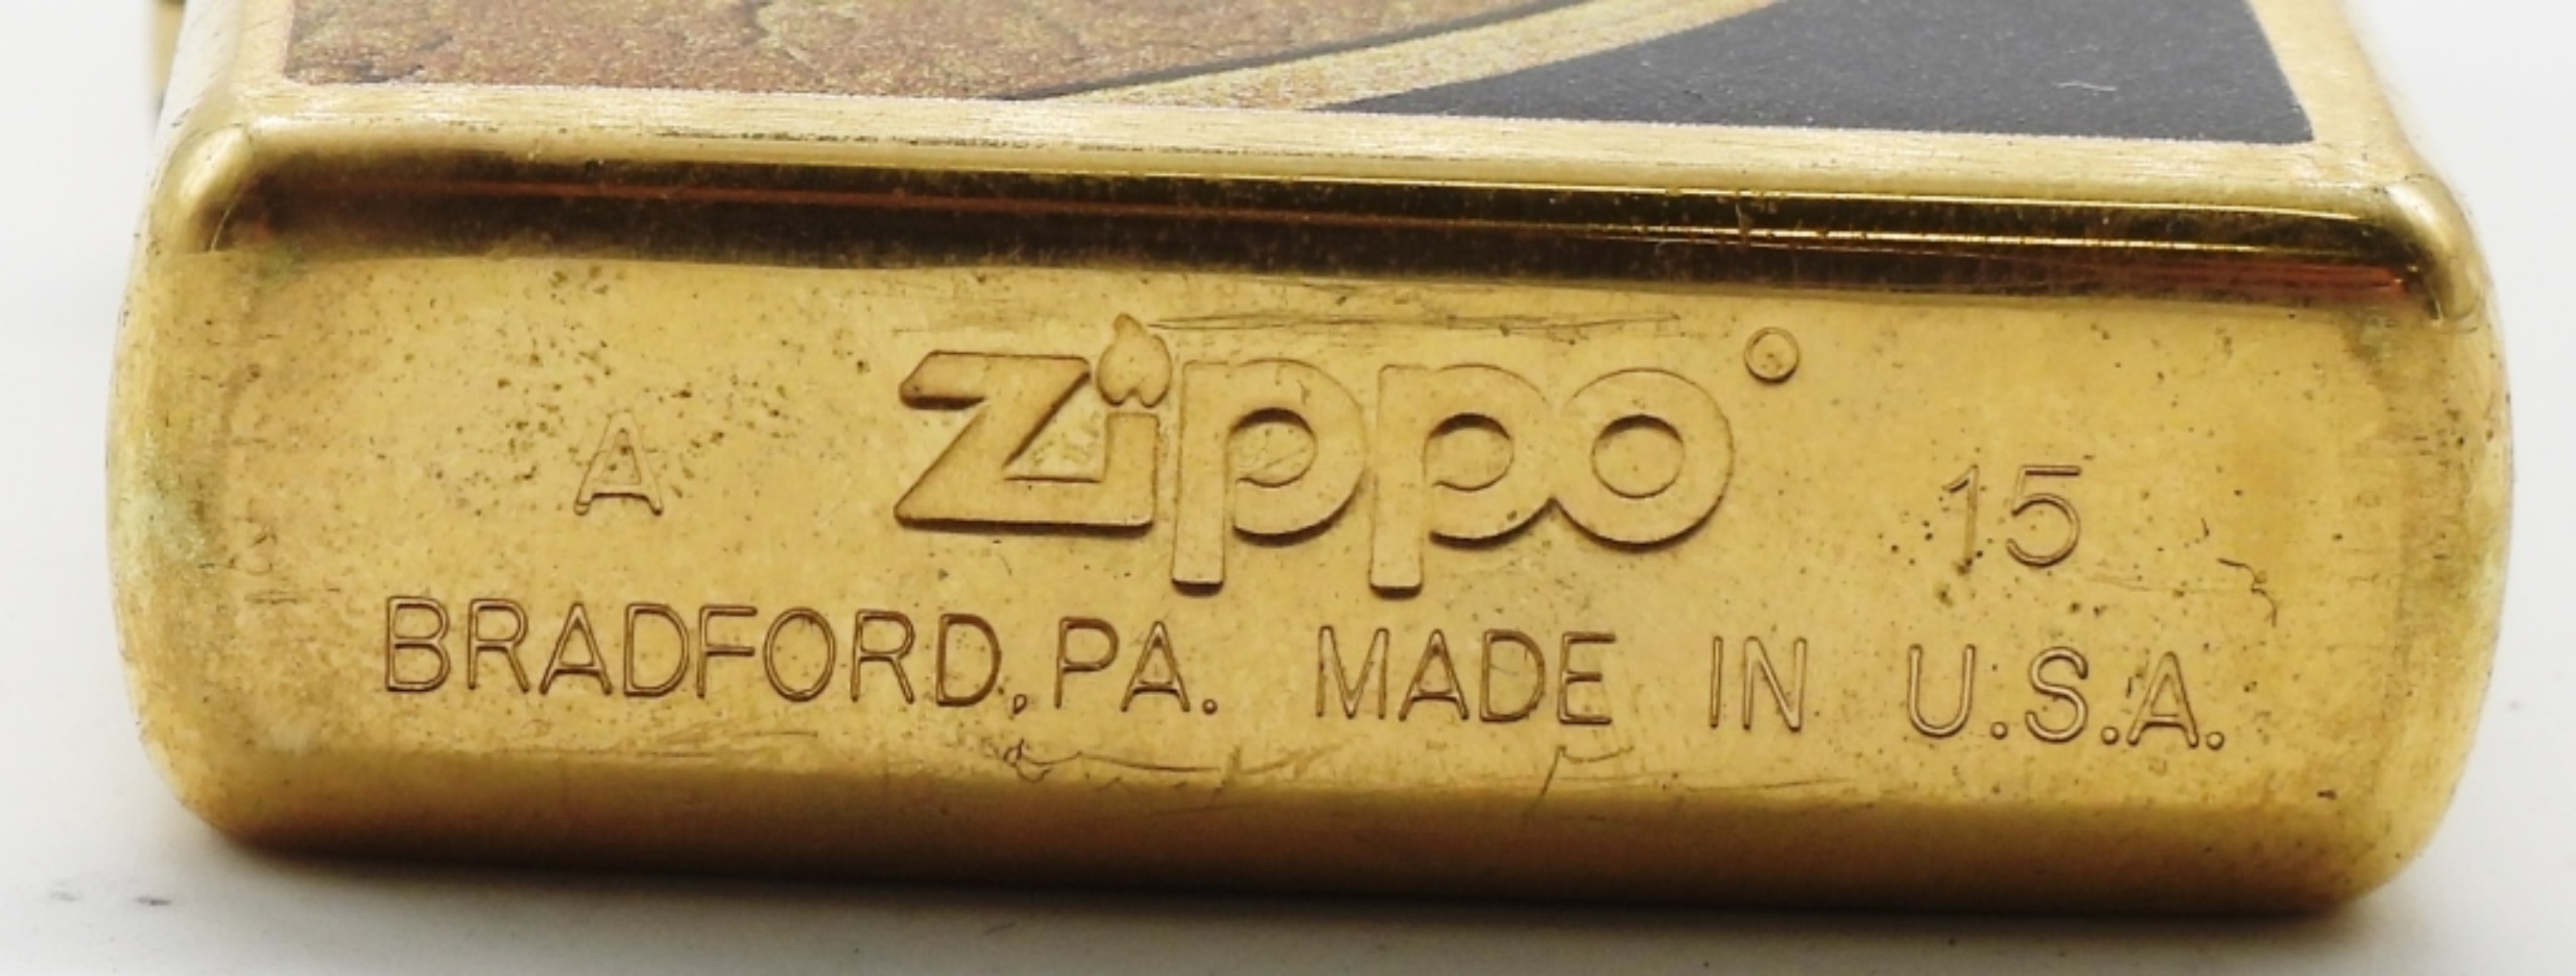 A Zippo ® 15
BRADFORD, PA. MADE IN U.S.A.